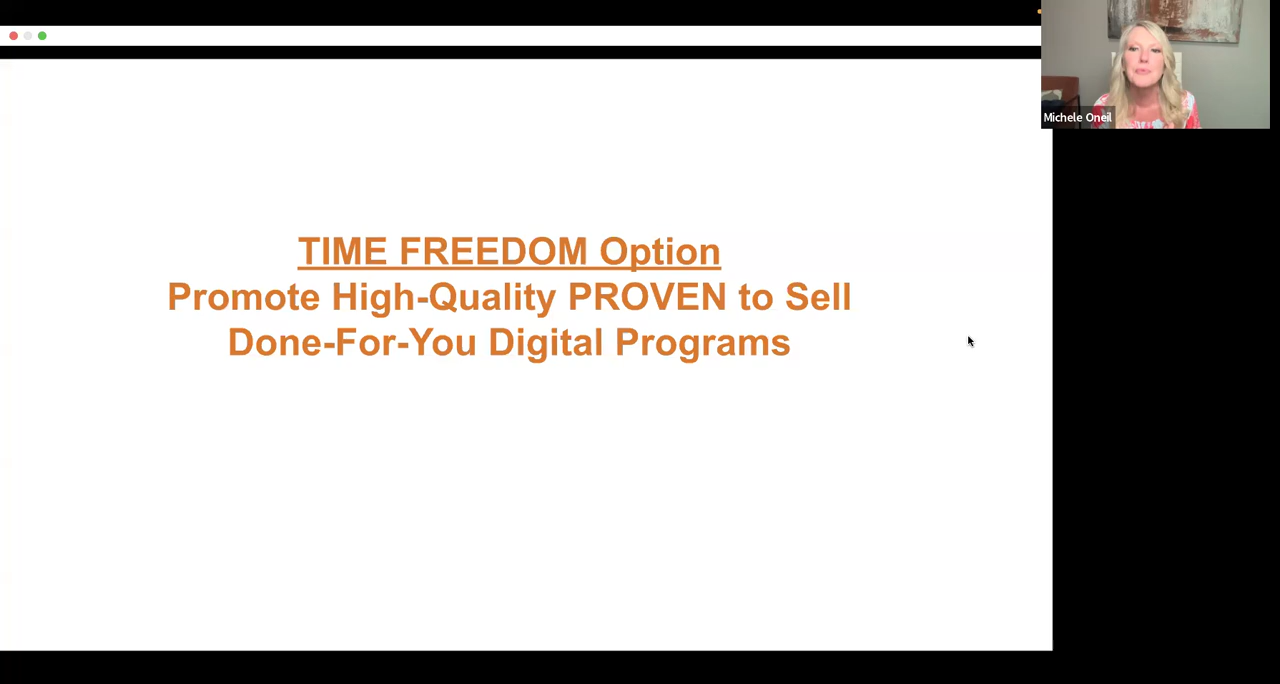 Michele Oneil
TIME FREEDOM Option
Promote High-Quality PROVEN to Sell
Done-For-You Digital Programs